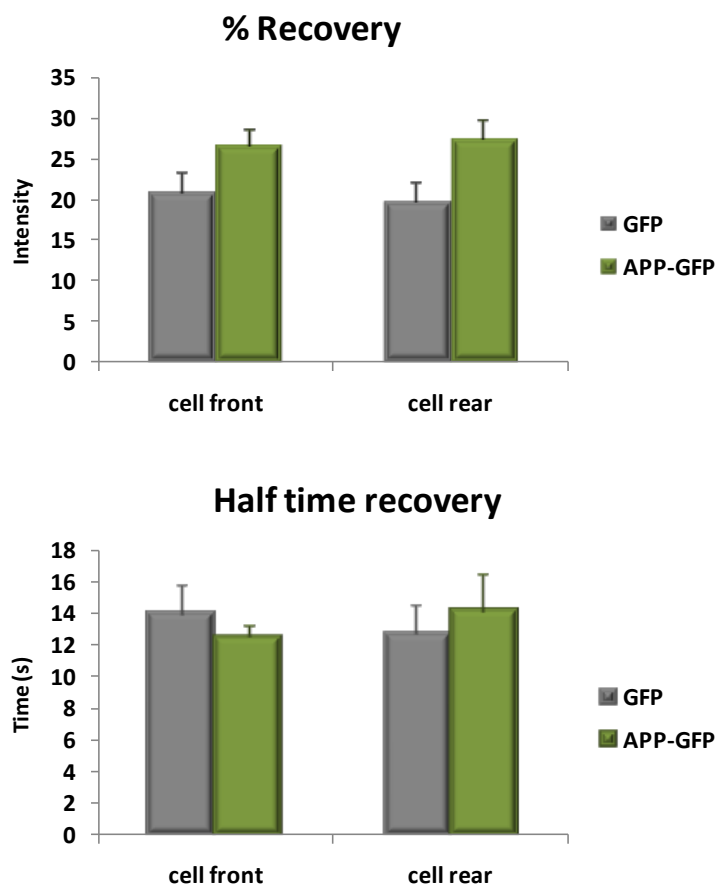 % Recovery
35
30
25
20
15
10
5
0
Intensity
cell front
cell rear
GFP
APP-GFP
Half time recovery
18
16
14
12
10
8
6
4
2
0
Time (s)
cell front
cell rear
GFP
APP-GFP